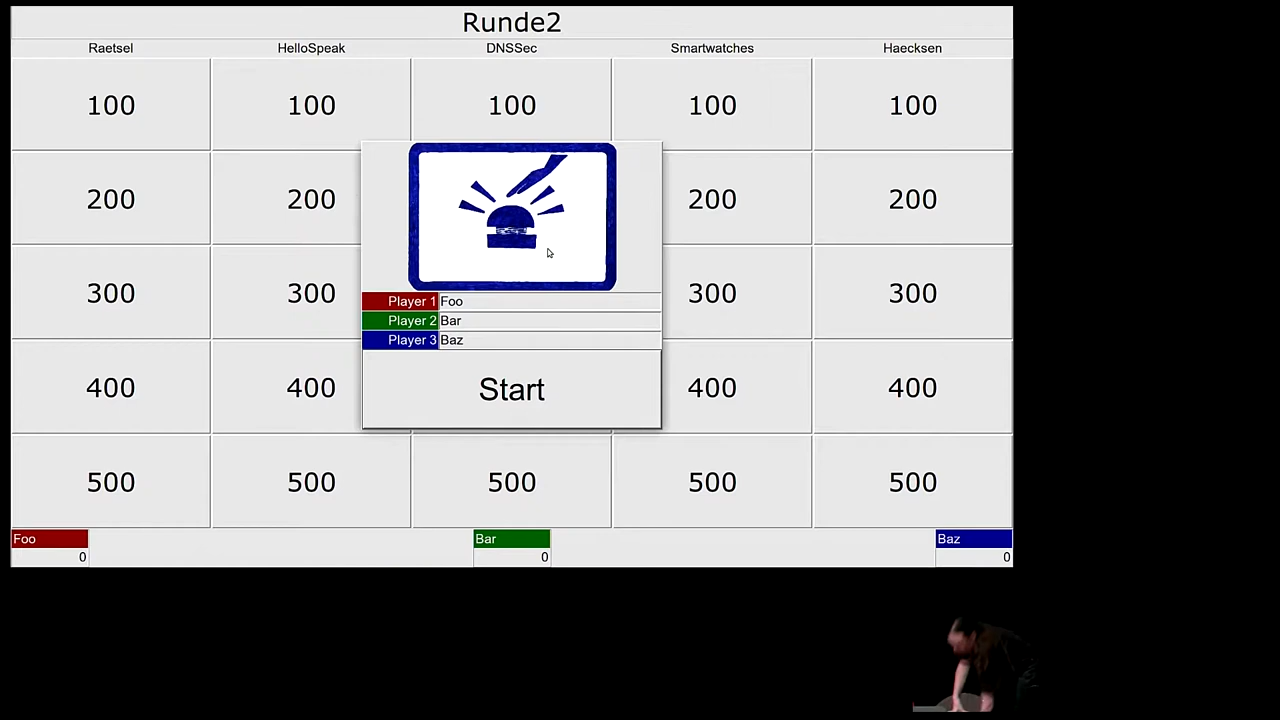 Runde2
Raetsel HelloSpeak DNSSec Smartwatches Haecksen
100 100 100 100 100
200 200 200 200
300 300 300 300
Player 1 Foo
Player 2 Bar
Player 3 Baz
400 400 Start 400 400
500 500 500 500 500
Foo Bar Baz
0 0 0